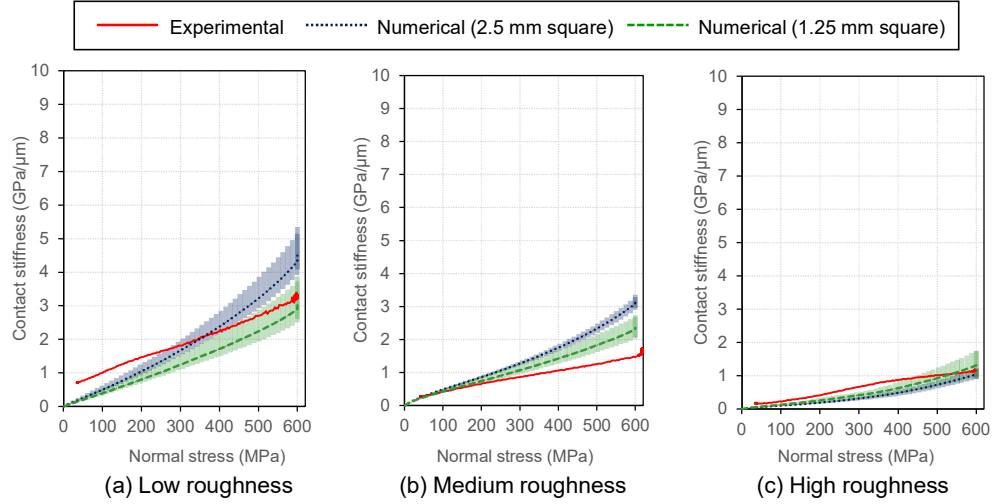 Experimental Numerical (2.5 mm square) Numerical (1.25 mm square)
Contact stiffness (GPa/µm)
10
9
8
7
6
5
4
3
2
1
0
0 100 200 300 400 500 600
Normal stress (MPa)
(a) Low roughness
Contact stiffness (GPa/µm)
10
9
8
7
6
5
4
3
2
1
0
0 100 200 300 400 500 600
Normal stress (MPa)
(b) Medium roughness
Contact stiffness (GPa/µm)
10
9
8
7
6
5
4
3
2
1
0
0 100 200 300 400 500 600
Normal stress (MPa)
(c) High roughness